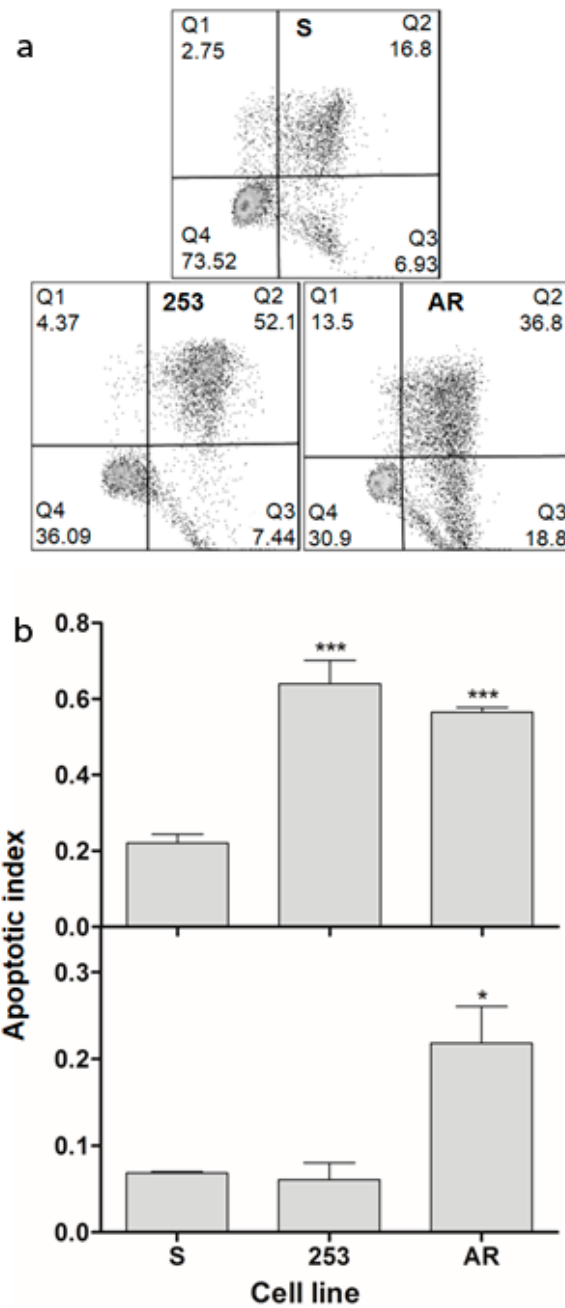 a
Q1 S Q2
2.75 16.8
Q4 Q3
73.52 6.93
Q1 253 Q2
4.37 52.1
Q4 Q3
36.09 7.44
Q1 AR Q2
13.5 36.8
Q4 Q3
30.9 18.8
b
Apoptotic index
0.8
0.6
0.4
0.2
0.0
*** ***
0.3
0.2
0.1
0.0
*
S 253 AR
Cell line